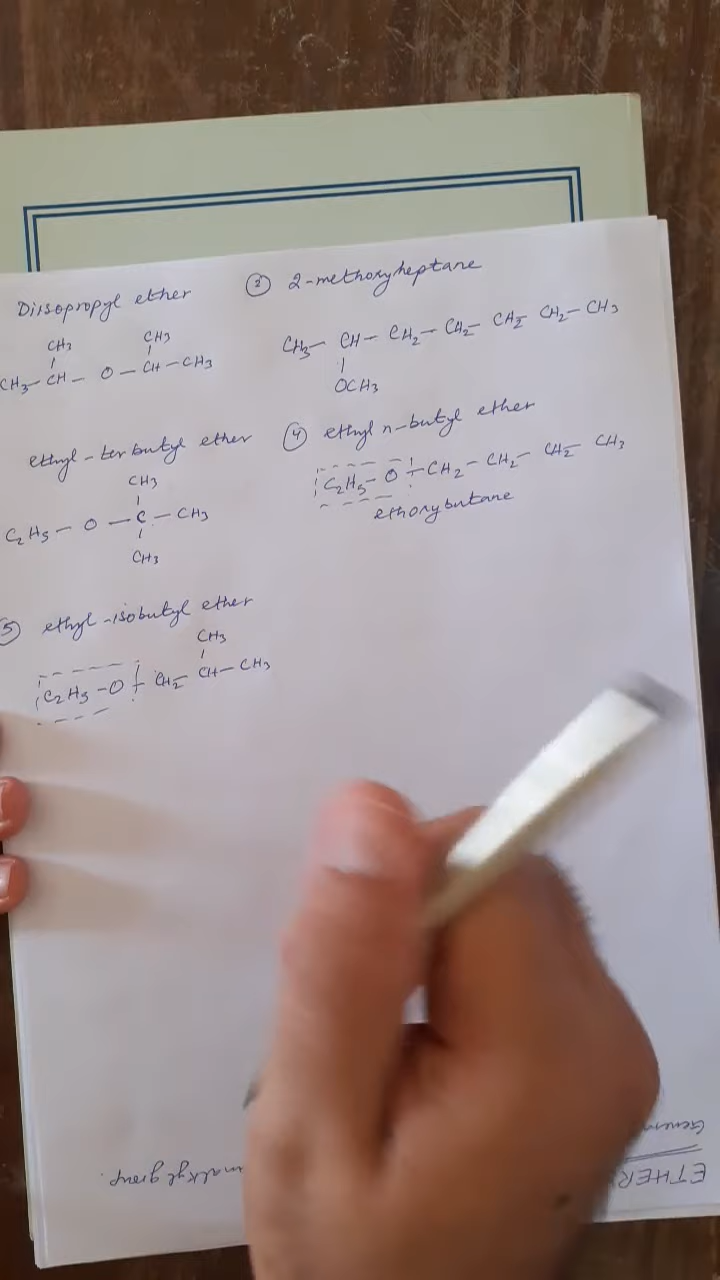 Diisopropyl ether
CH3 CH3
CH3-CH-O-CH-CH3
② 2-methoxyheptane
CH3-CH-CH2-CH2-CH2-CH2-CH3
OCH3
ethyl-ter butyl ether
CH3
C2H5-O-C-CH3
CH3
④ ethyl n-butyl ether
C2H5-O-CH2-CH2-CH2-CH3
ethoxybutane
5 ethyl-isobutyl ether
CH3
C2H5-O-CH2-CH-CH3
ETHER
group.